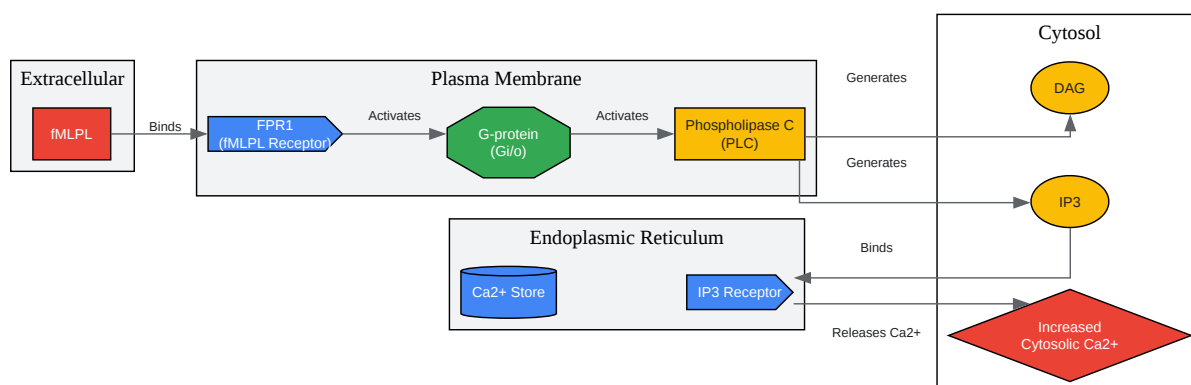 Extracellular
fMLPL
Binds
Plasma Membrane
FPR1
(fMLPL Receptor)
Activates
G-protein
(Gi/o)
Activates
Phospholipase C
(PLC)
Generates
Generates
Cytosol
DAG
IP3
Endoplasmic Reticulum
Ca2+ Store
IP3 Receptor
Binds
Releases Ca2+
Increased
Cytosolic Ca2+